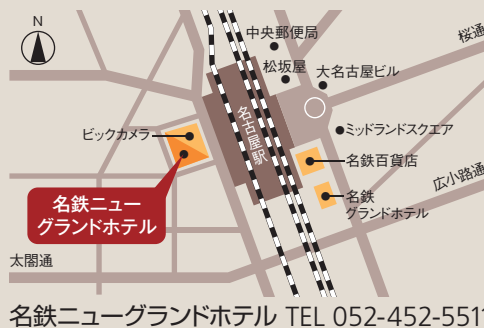 N
中央郵便局
桜通
松坂屋
大名古屋ビル
ビックカメラ
名古屋駅
ミッドランドスクエア
名鉄百貨店
広小路通
名鉄ニュー
グランドホテル
名鉄
グランドホテル
太閤通
名鉄ニューグランドホテル TEL 052-452-5511